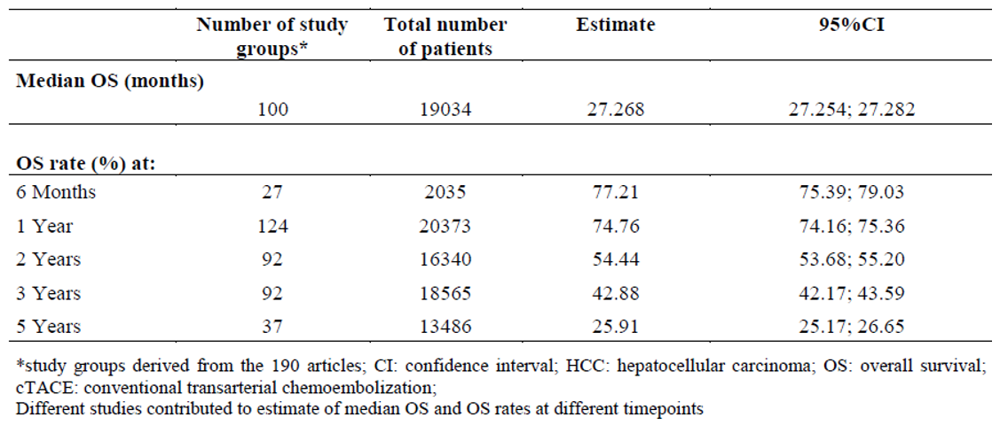 Number of study groups* Total number of patients Estimate 95%CI
Median OS (months)
100 19034 27.268 27.254; 27.282
OS rate (%) at:
6 Months 27 2035 77.21 75.39; 79.03
1 Year 124 20373 74.76 74.16; 75.36
2 Years 92 16340 54.44 53.68; 55.20
3 Years 92 18565 42.88 42.17; 43.59
5 Years 37 13486 25.91 25.17; 26.65
*study groups derived from the 190 articles; CI: confidence interval; HCC: hepatocellular carcinoma; OS: overall survival;
cTACE: conventional transarterial chemoembolization;
Different studies contributed to estimate of median OS and OS rates at different timepoints